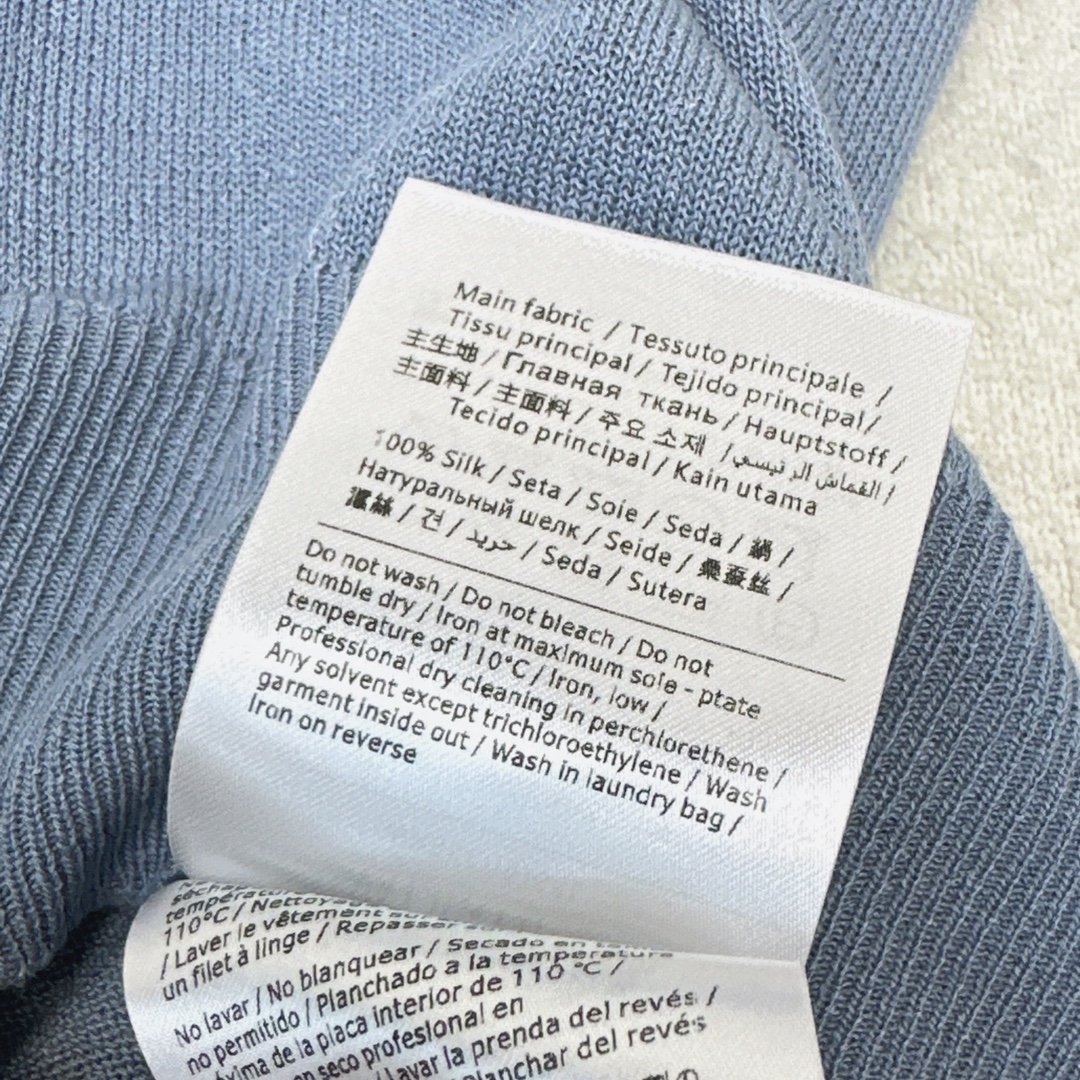 Main fabric / Tessuto principale /
Tissu principal / Tejido principal/
主生地 / Главная ткань / Hauptstoff /
主面料 / 主面料 / 주요 소재 / القماش الرئيسي /
Tecido principal / Kain utama
100% Silk / Seta / Soie / Seda / 絹 /
Натуральный шелк / Seide / 桑蚕丝 /
/ 견 / حرير / Seda / Sutera
Do not wash / Do not bleach / Do not
tumble dry / Iron at maximum sole - ptate
temperature of 110°C / Iron, low /
Professional dry cleaning in perchlorethene /
Any solvent except trichloroethylene / Wash
garment inside out / Wash in laundry bag /
Iron on reverse
110°C /
/ Laver le vêtement sur
un filet à linge / Repasser
No lavar / No blanquear / Secado en
no permitido / Planchado a la temperatura
de la placa interior de 110 °C /
en seco profesional en
lavar la prenda del revés /
planchar del revés